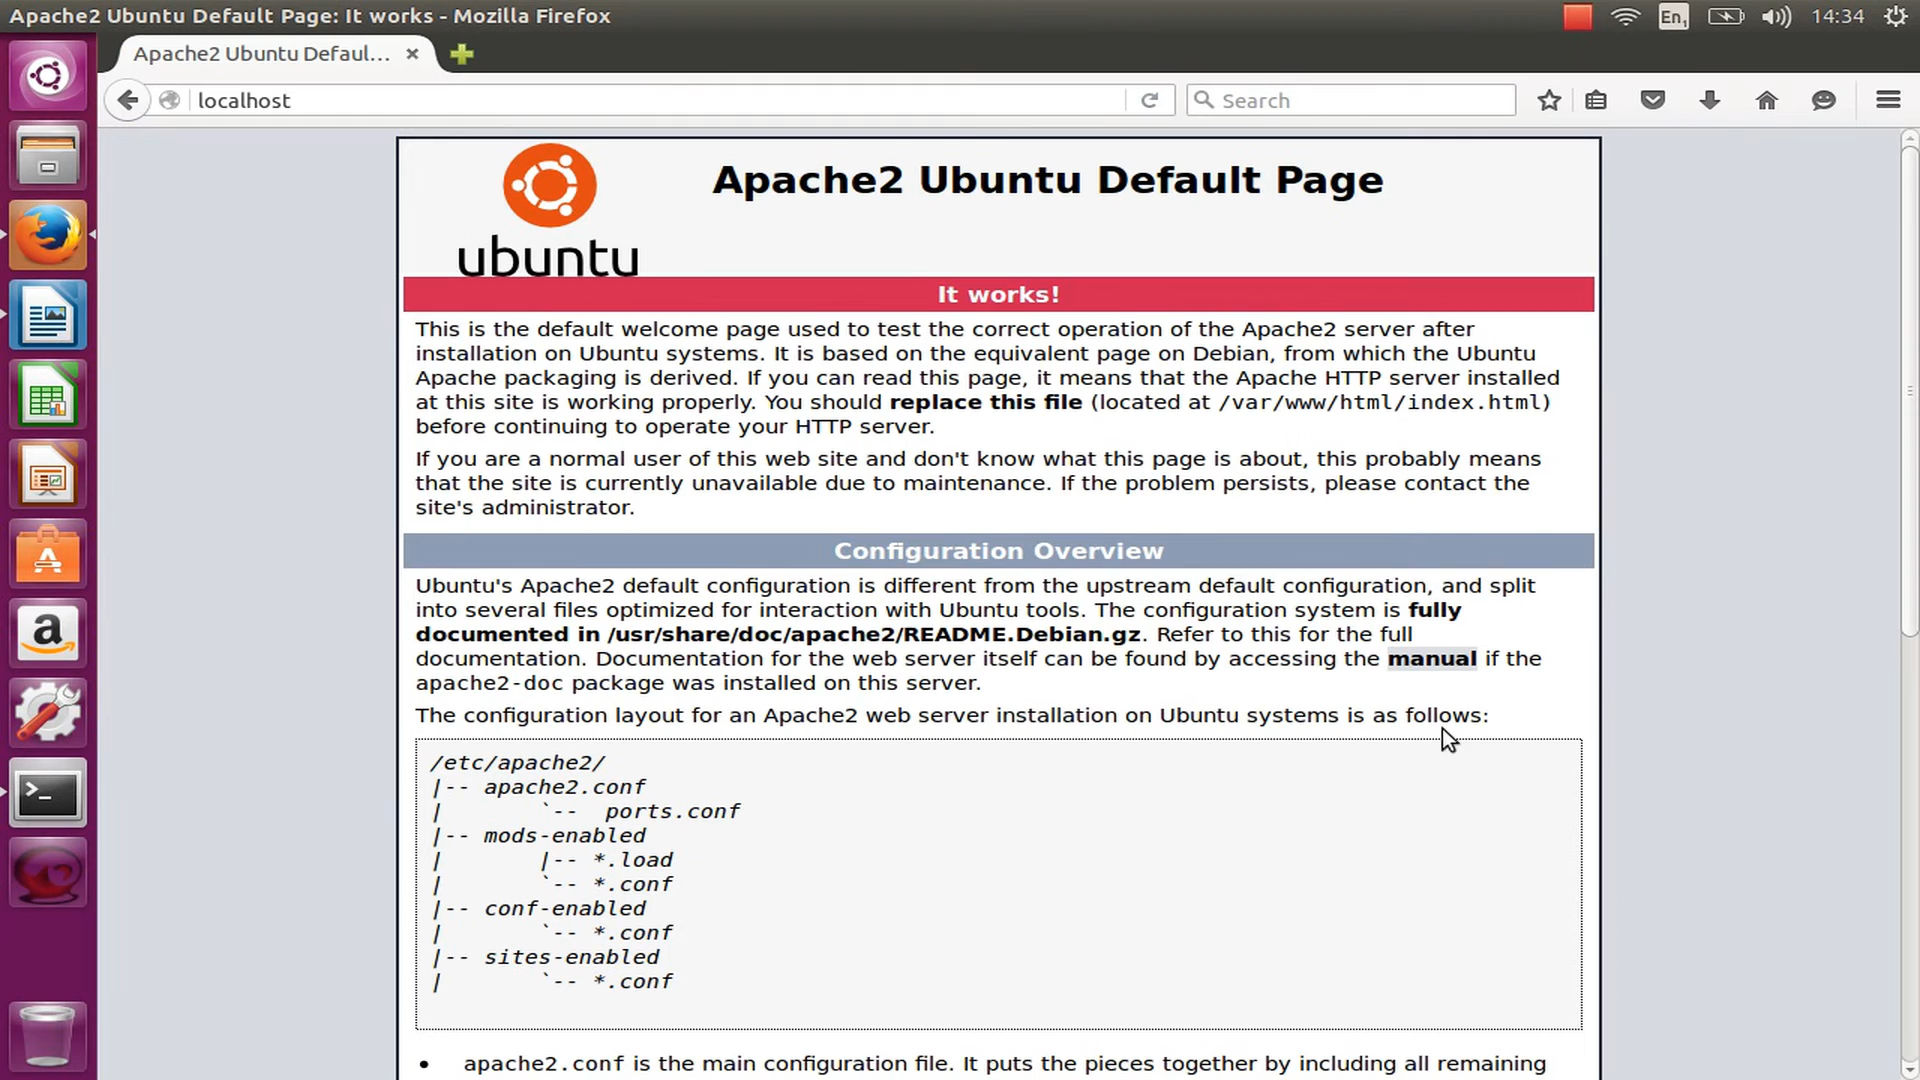 Apache2 Ubuntu Default Page: It works - Mozilla Firefox
En1
14:34
Apache2 Ubuntu Defaul...
localhost
Search
ubuntu
Apache2 Ubuntu Default Page
It works!
This is the default welcome page used to test the correct operation of the Apache2 server after
installation on Ubuntu systems. It is based on the equivalent page on Debian, from which the Ubuntu
Apache packaging is derived. If you can read this page, it means that the Apache HTTP server installed
at this site is working properly. You should replace this file (located at /var/www/html/index.html)
before continuing to operate your HTTP server.
If you are a normal user of this web site and don't know what this page is about, this probably means
that the site is currently unavailable due to maintenance. If the problem persists, please contact the
site's administrator.
Configuration Overview
Ubuntu's Apache2 default configuration is different from the upstream default configuration, and split
into several files optimized for interaction with Ubuntu tools. The configuration system is fully
documented in /usr/share/doc/apache2/README.Debian.gz. Refer to this for the full
documentation. Documentation for the web server itself can be found by accessing the manual if the
apache2-doc package was installed on this server.
The configuration layout for an Apache2 web server installation on Ubuntu systems is as follows:
/etc/apache2/
|-- apache2.conf
|       `--  ports.conf
|-- mods-enabled
|       |-- *.load
|       `-- *.conf
|-- conf-enabled
|       `-- *.conf
|-- sites-enabled
|       `-- *.conf
• apache2.conf is the main configuration file. It puts the pieces together by including all remaining